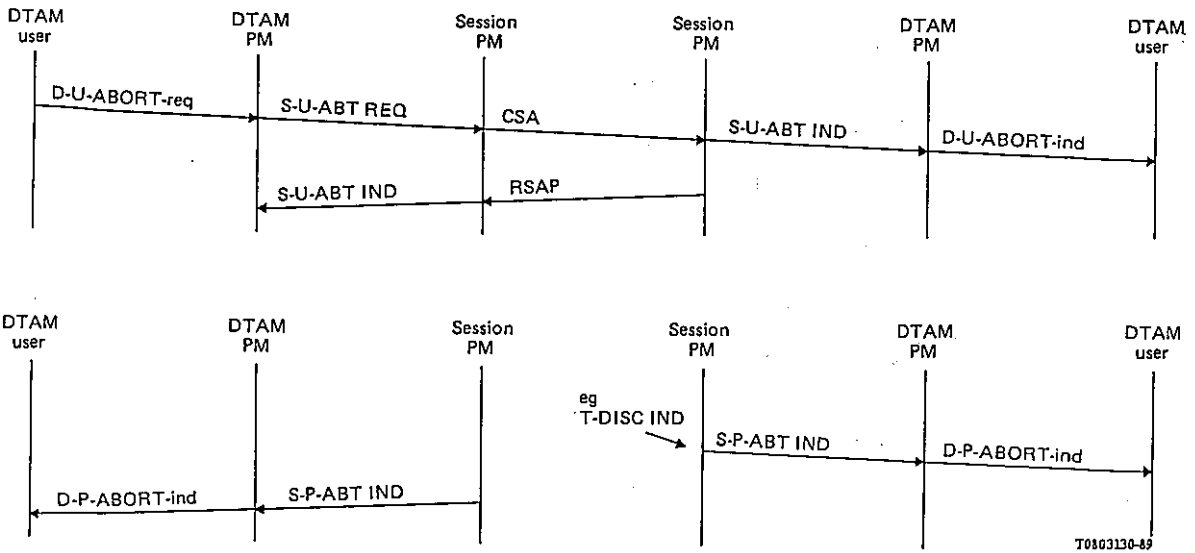 DTAM
user
DTAM
PM
Session
PM
Session
PM
DTAM
PM
DTAM
user
D-U-ABORT-req
S-U-ABT REQ
CSA
S-U-ABT IND
D-U-ABORT-ind
S-U-ABT IND
RSAP
DTAM
user
DTAM
PM
Session
PM
Session
PM
DTAM
PM
DTAM
user
eg
T-DISC IND
S-P-ABT IND
D-P-ABORT-ind
D-P-ABORT-ind
S-P-ABT IND
T0803130-89